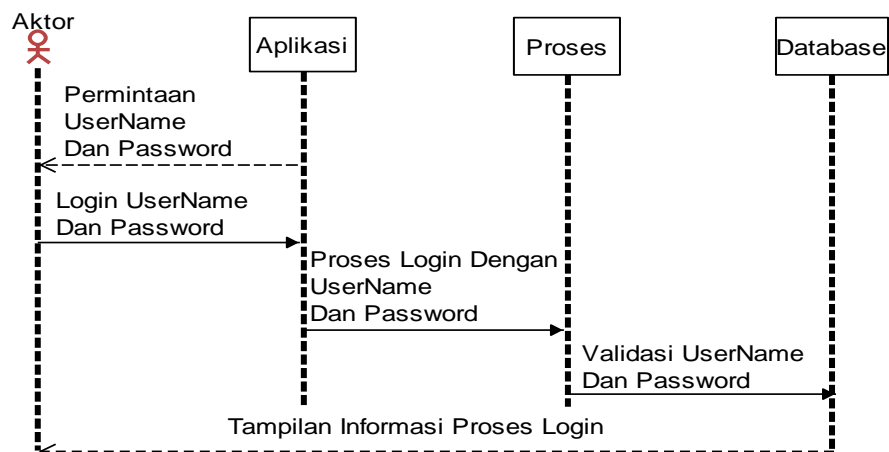 Aktor
Aplikasi
Proses
Database
Permintaan
UserName
Dan Password
Login UserName
Dan Password
Proses Login Dengan
UserName
Dan Password
Validasi UserName
Dan Password
Tampilan Informasi Proses Login